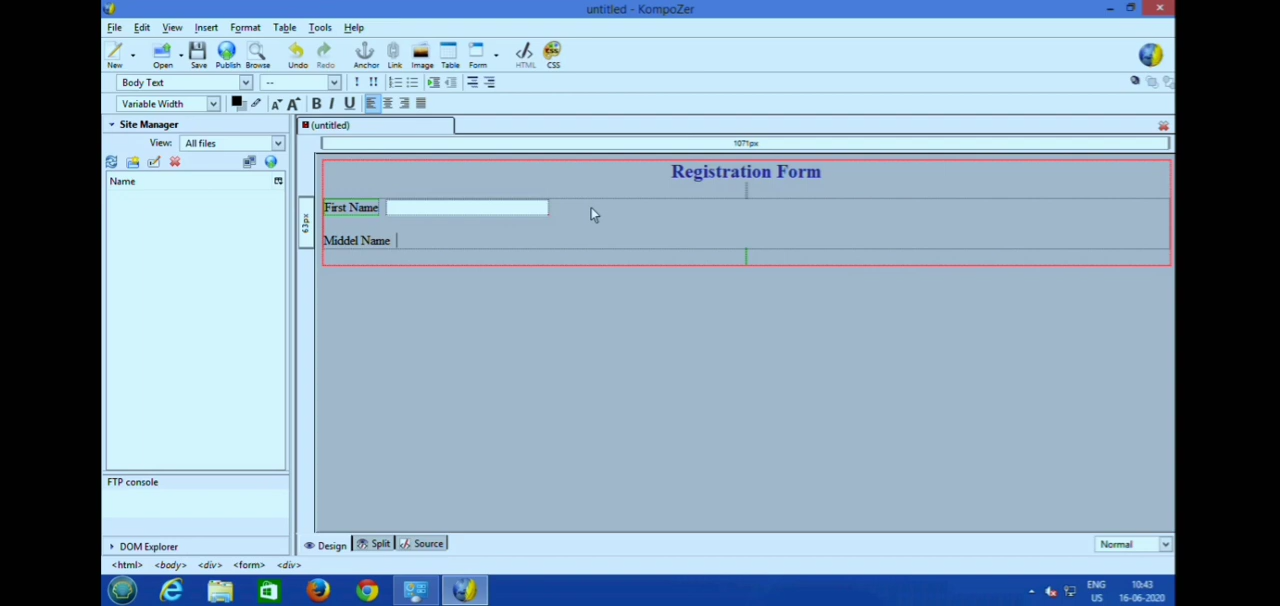 untitled - KompoZer
File Edit View Insert Format Table Tools Help
New Open Save Publish Browse Undo Redo Anchor Link Image Table Form HTML CSS
CSS
Body Text --
Variable Width B I U
Site Manager
(untitled)
View: All files
1071px
Name
Registration Form
63px
First Name
Middel Name
FTP console
DOM Explorer
Design Split Source Normal
<html> <body> <div> <form> <div>
ENG 10:43
US 16-06-2020